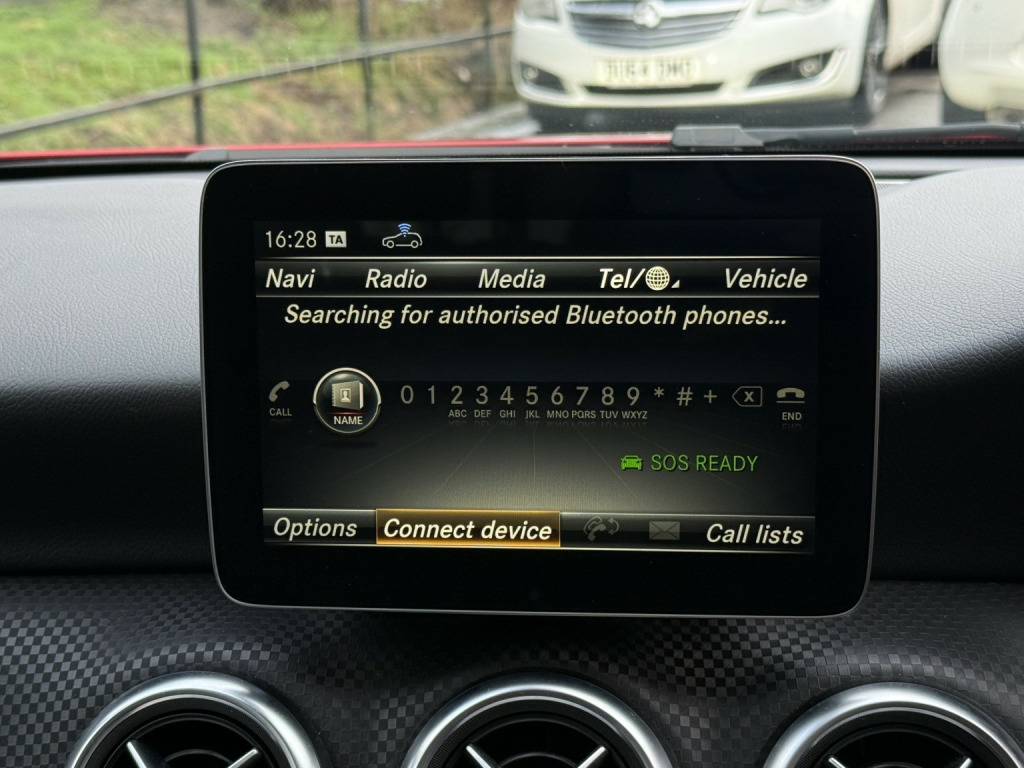 16:28 TA
Navi Radio Media Tel/ Vehicle
Searching for authorised Bluetooth phones...
CALL NAME 0 1 2 3 4 5 6 7 8 9 * # + X END
ABC DEF GHI JKL MNO PQRS TUV WXYZ
SOS READY
Options Connect device Call lists